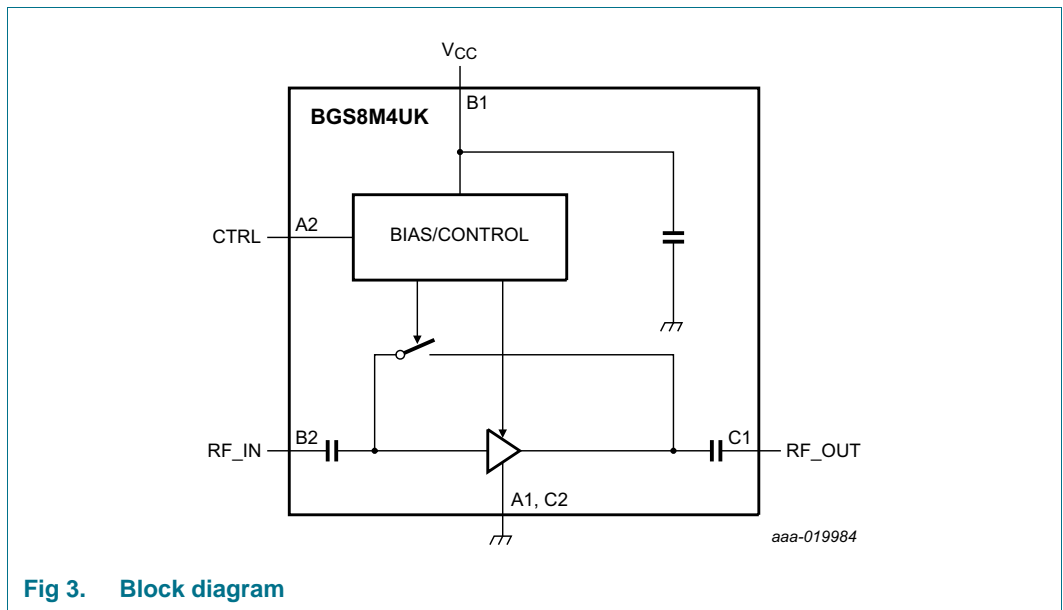 VCC
B1
BGS8M4UK
A2
CTRL
BIAS/CONTROL
B2
RF_IN
C1
RF_OUT
A1, C2
aaa-019984
Fig 3. Block diagram